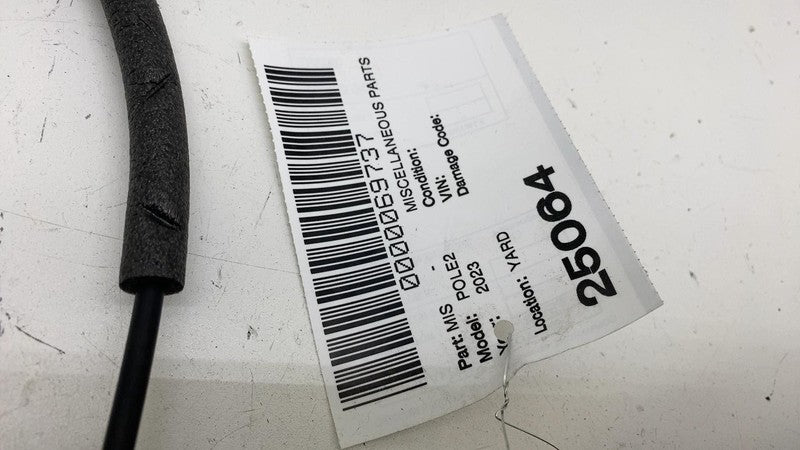 0000069737
MISCELLANEOUS PARTS
Part: MIS -
Condition:
Model: POLE2
VIN:
2023
Damage Code:
Location: YARD
25064